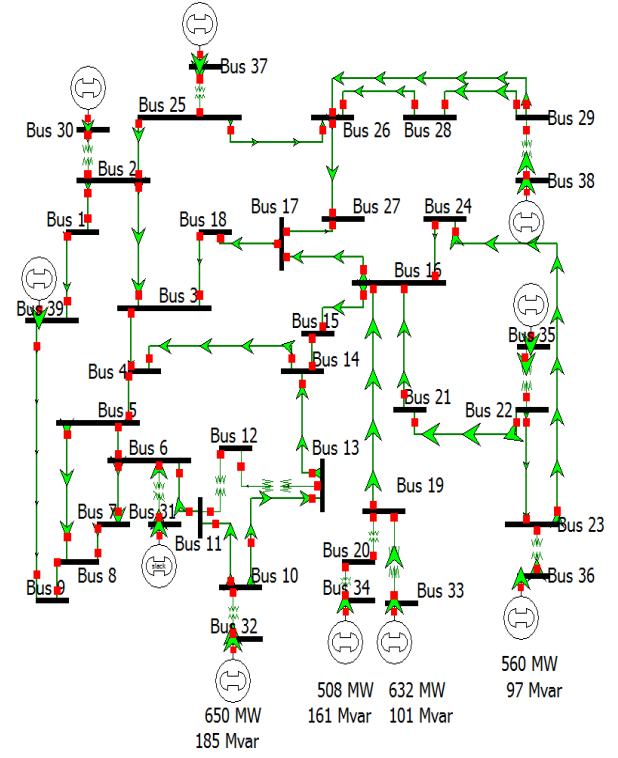 Bus 37
Bus 25
Bus 30
Bus 26
Bus 28
Bus 29
Bus 2
Bus 38
Bus 1
Bus 18
Bus 17
Bus 27
Bus 24
Bus 16
Bus 39
Bus 3
Bus 15
Bus 35
Bus 4
Bus 14
Bus 21
Bus 22
Bus 5
Bus 6
Bus 12
Bus 13
Bus 7
Bus 31
Bus 11
Bus 19
Bus 23
Bus 20
slack
Bus 8
Bus 9
Bus 10
Bus 34
Bus 33
Bus 36
Bus 32
560 MW
97 Mvar
508 MW
161 Mvar
632 MW
101 Mvar
650 MW
185 Mvar